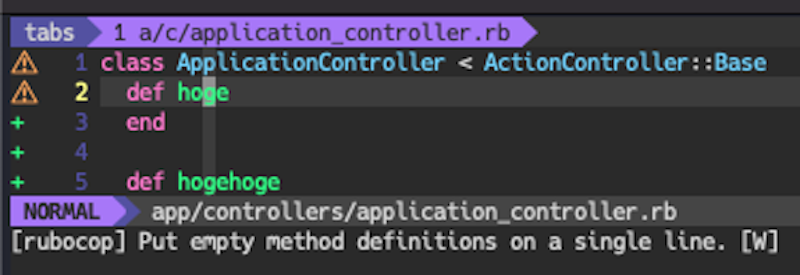 tabs 1 a/c/application_controller.rb
⚠ 1 class ApplicationController < ActionController::Base
⚠ 2 def hoge
+ 3 end
+ 4
+ 5 def hogehoge
NORMAL app/controllers/application_controller.rb
[rubocop] Put empty method definitions on a single line. [W]